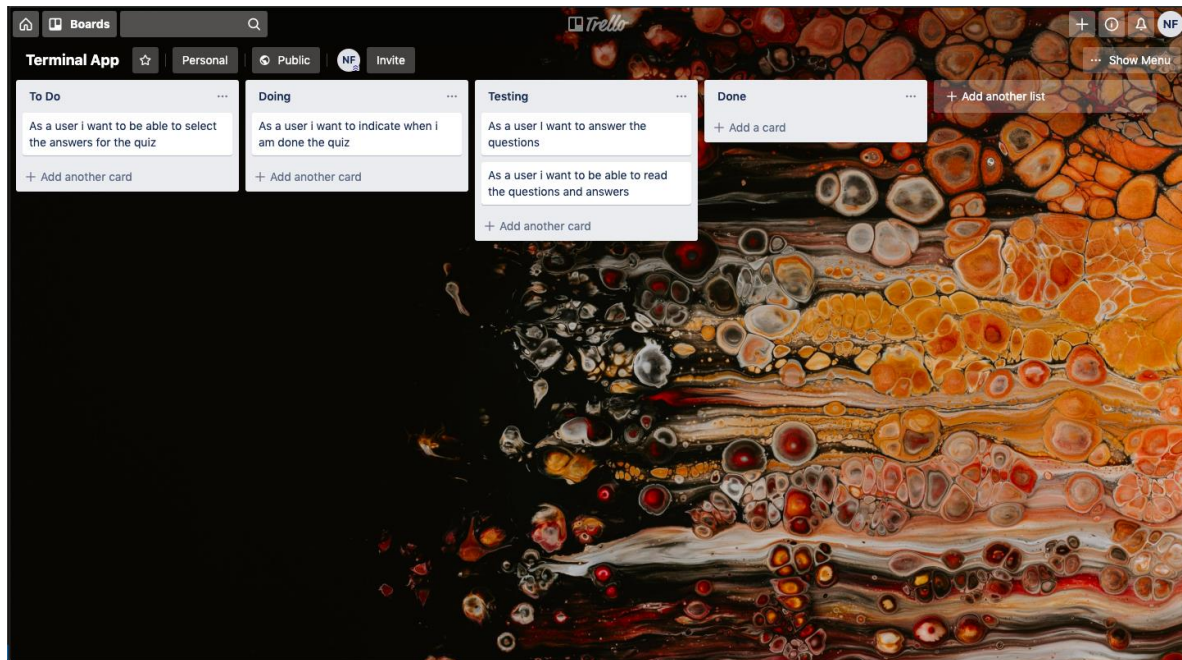 Boards
Trello
NF
Terminal App
Personal
Public
NF
Invite
... Show Menu
To Do
...
As a user i want to be able to select
the answers for the quiz
+ Add another card
Doing
...
As a user i want to indicate when i
am done the quiz
+ Add another card
Testing
...
As a user I want to answer the
questions
As a user i want to be able to read
the questions and answers
+ Add another card
Done
...
+ Add a card
+ Add another list